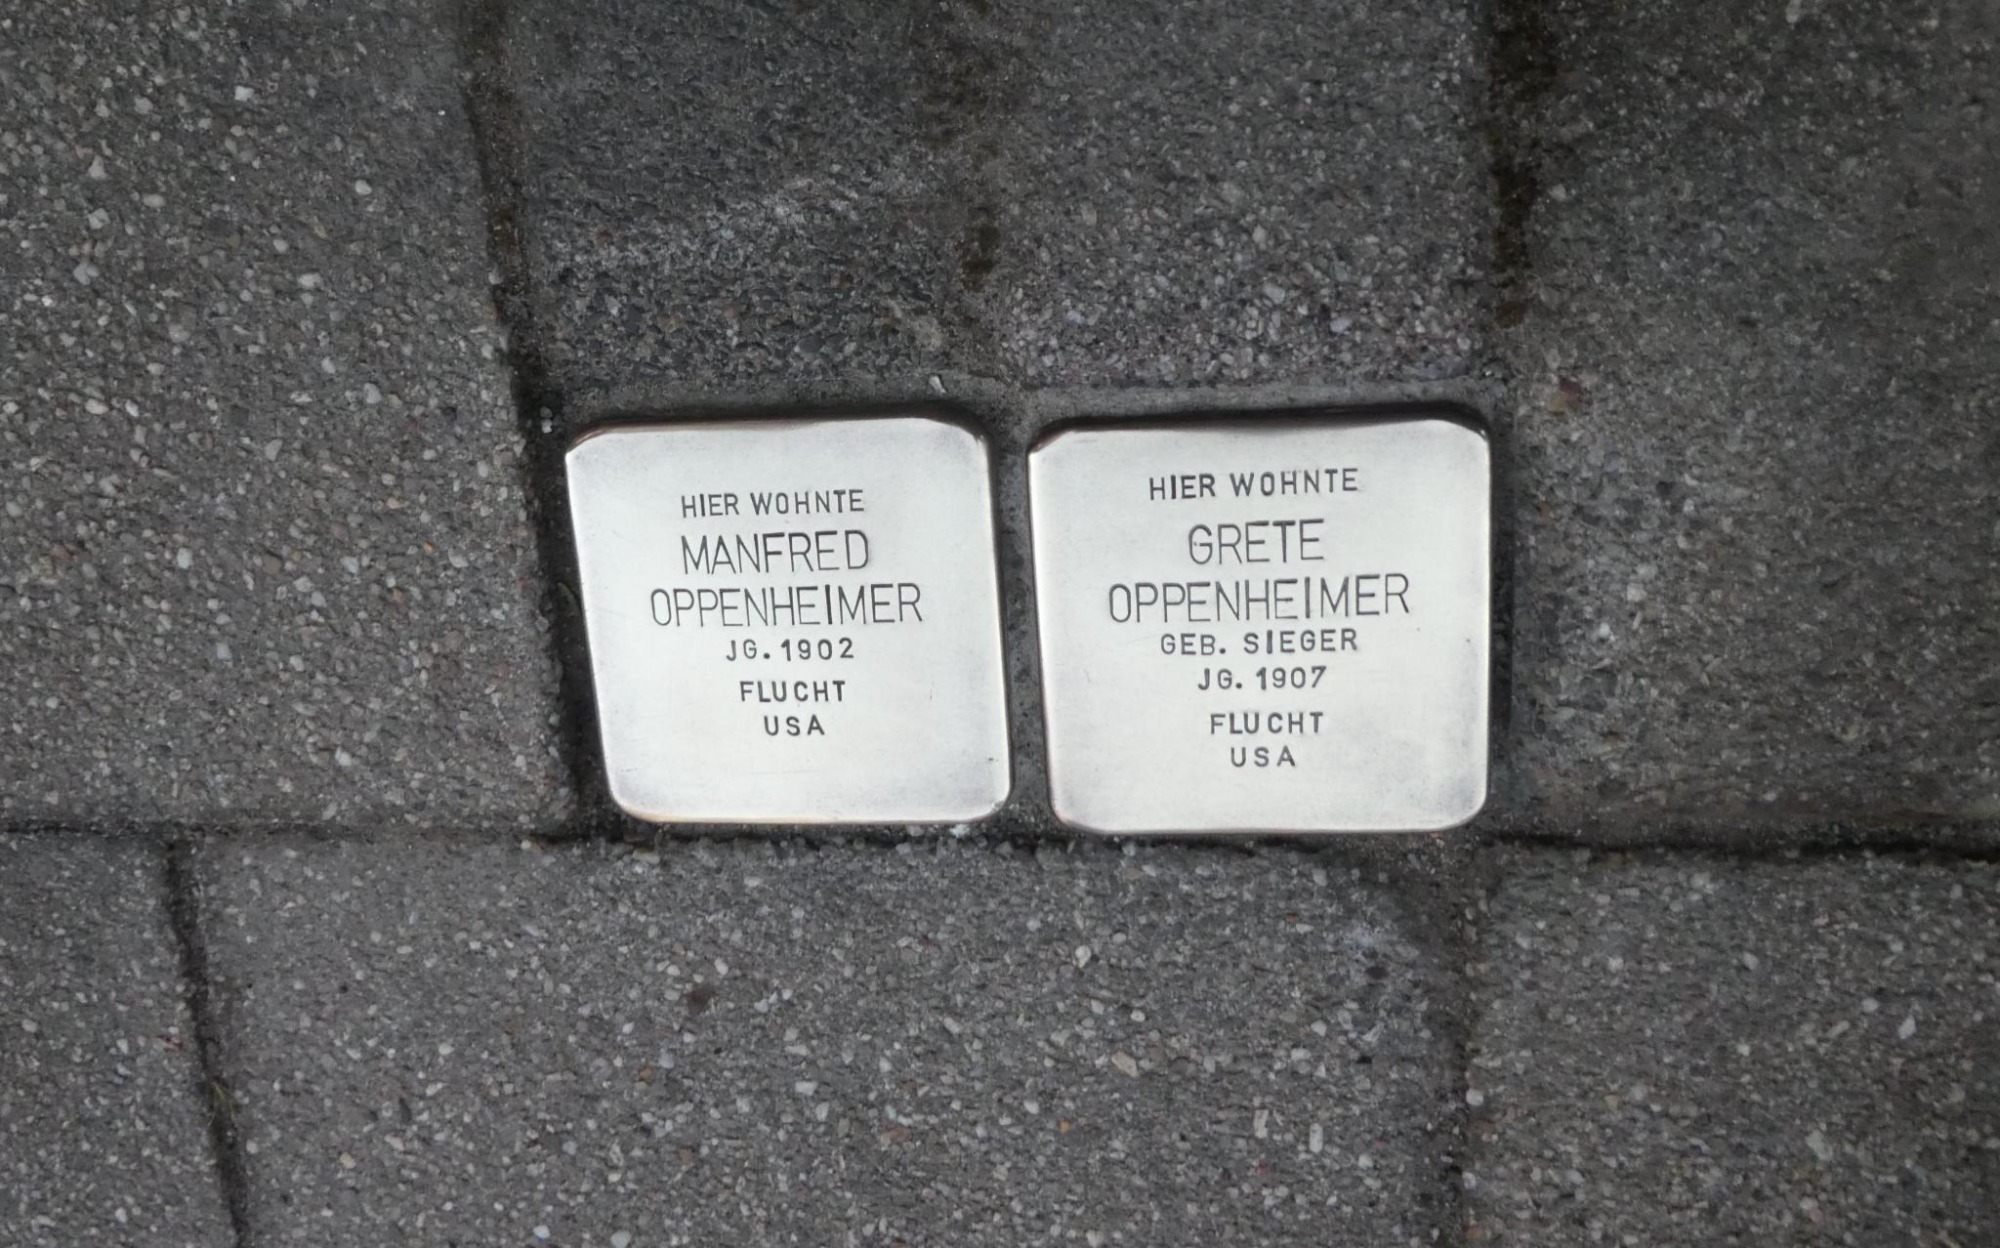 HIER WOHNTE
MANFRED
OPPENHEIMER
JG. 1902
FLUCHT
USA
HIER WOHNTE
GRETE
OPPENHEIMER
GEB. SIEGER
JG. 1907
FLUCHT
USA